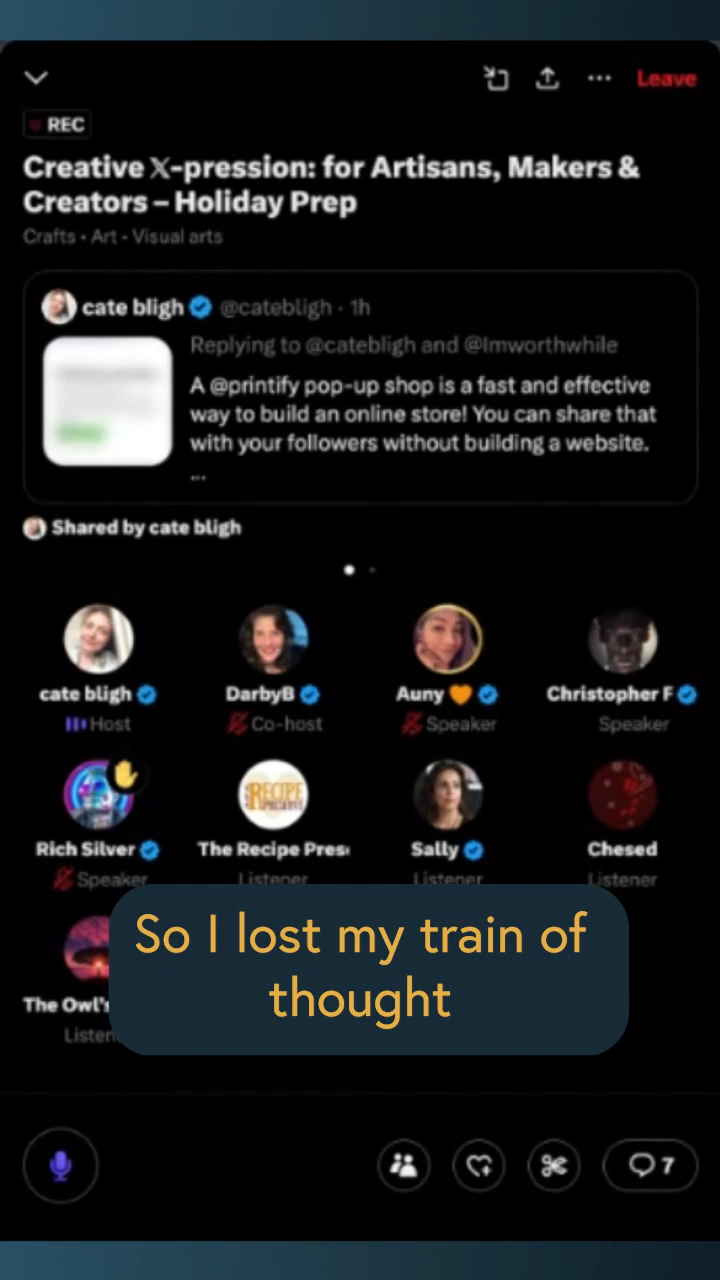 Leave
REC
Creative 𝕏-pression: for Artisans, Makers &
Creators – Holiday Prep
Crafts • Art • Visual arts
cate bligh @catebligh · 1h
Replying to @catebligh and @Imworthwhile
A @printify pop-up shop is a fast and effective
way to build an online store! You can share that
with your followers without building a website.
...
Shared by cate bligh
cate bligh DarbyB Auny 🧡 Christopher F
Host Co-host Speaker Speaker
RECIPE
Rich Silver The Recipe Pres Sally Chesed
Speaker Listener Listener Listener
The Owl's
Listen
So I lost my train of
thought
7